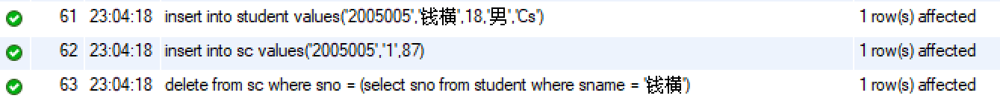 61 23:04:18 insert into student values('2005005','钱横',18,'男','Cs') 1 row(s) affected
62 23:04:18 insert into sc values('2005005','1',87) 1 row(s) affected
63 23:04:18 delete from sc where sno = (select sno from student where sname = '钱横') 1 row(s) affected